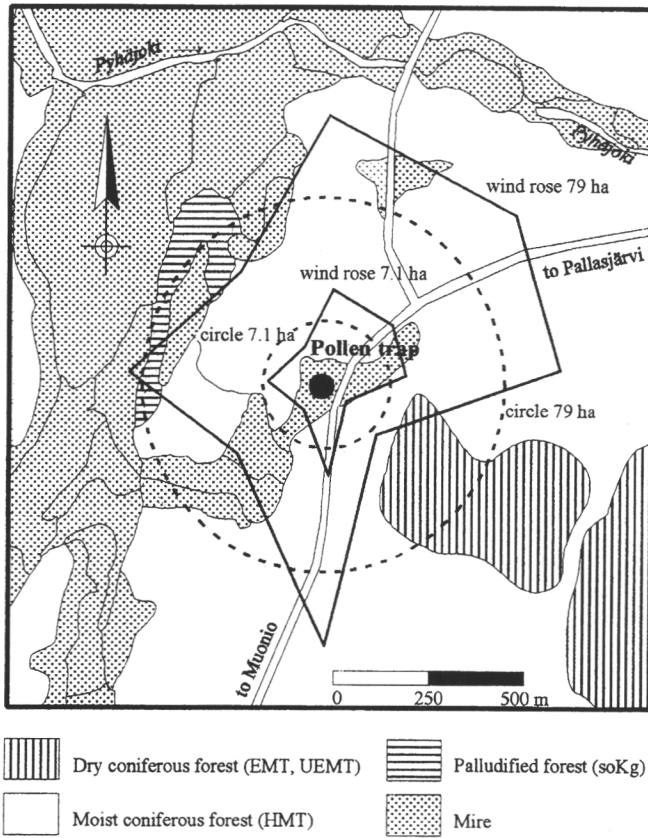 Pyhäjoki
Pyhäjoki
wind rose 79 ha
to Pallasjärvi
wind rose 7.1 ha
circle 7.1 ha
Pollen trap
circle 79 ha
to Muonio
0 250 500 m
Dry coniferous forest (EMT, UEMT)
Palludified forest (soKg)
Moist coniferous forest (HMT)
Mire